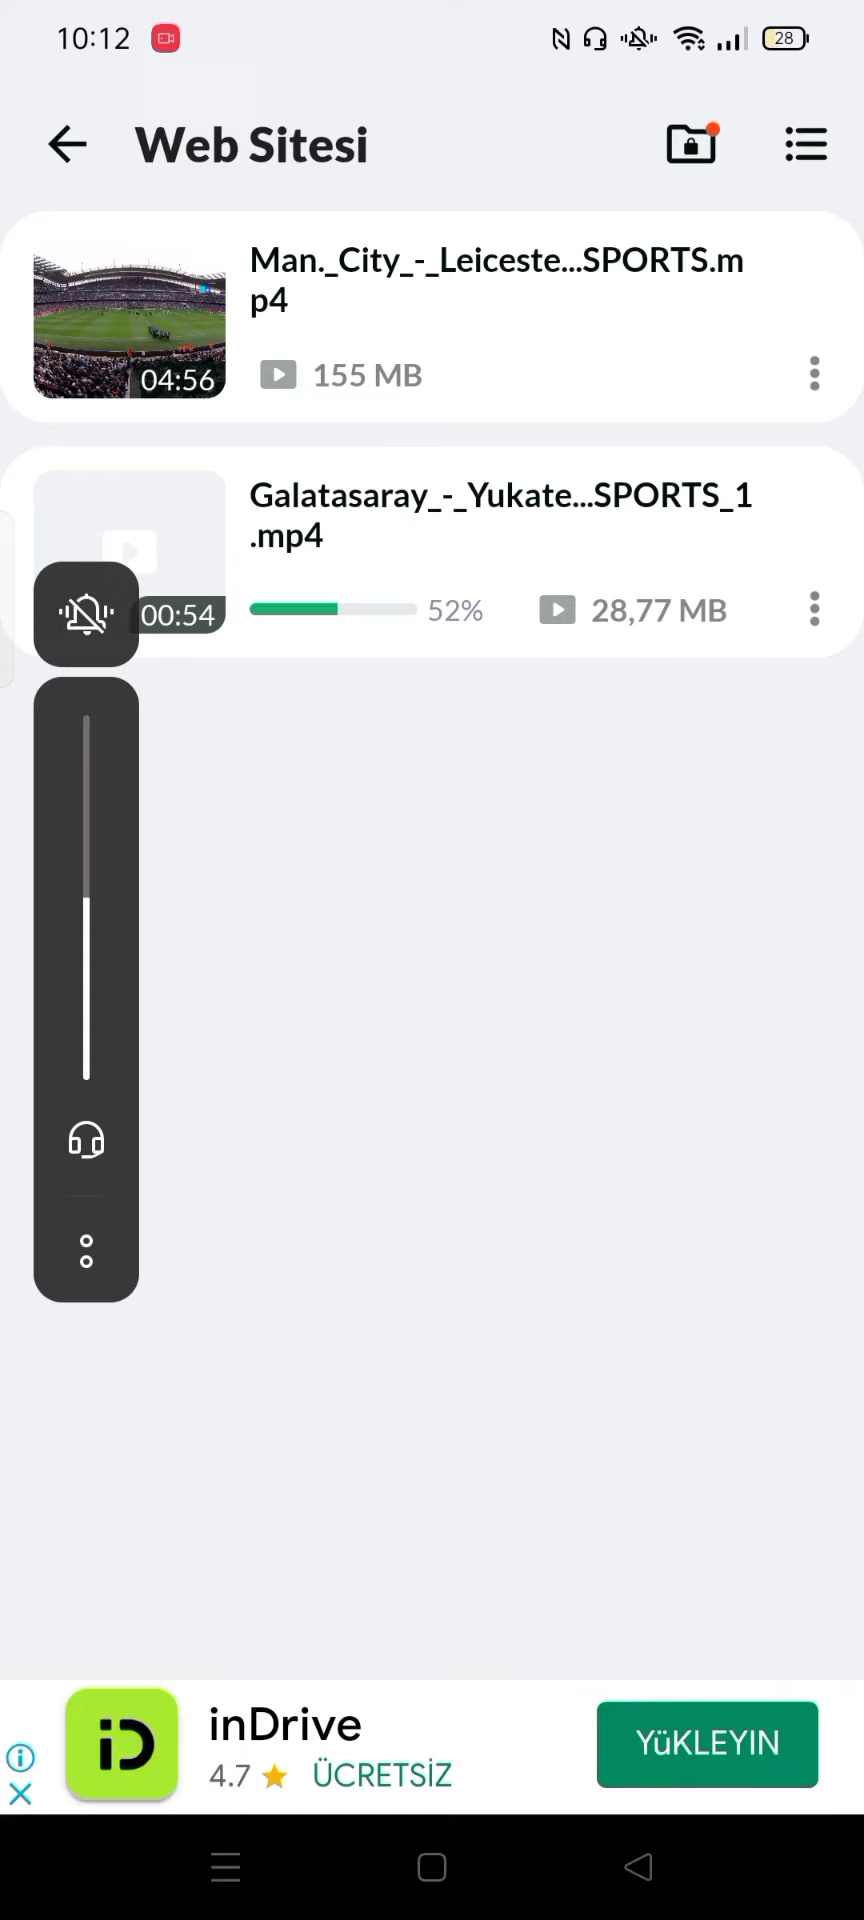 10:12
28
Web Sitesi
Man._City_-_Leiceste...SPORTS.m
p4
04:56
155 MB
Galatasaray_-_Yukate...SPORTS_1
.mp4
00:54
52%
28,77 MB
inDrive
4.7
ÜCRETSİZ
YüKLEYIN